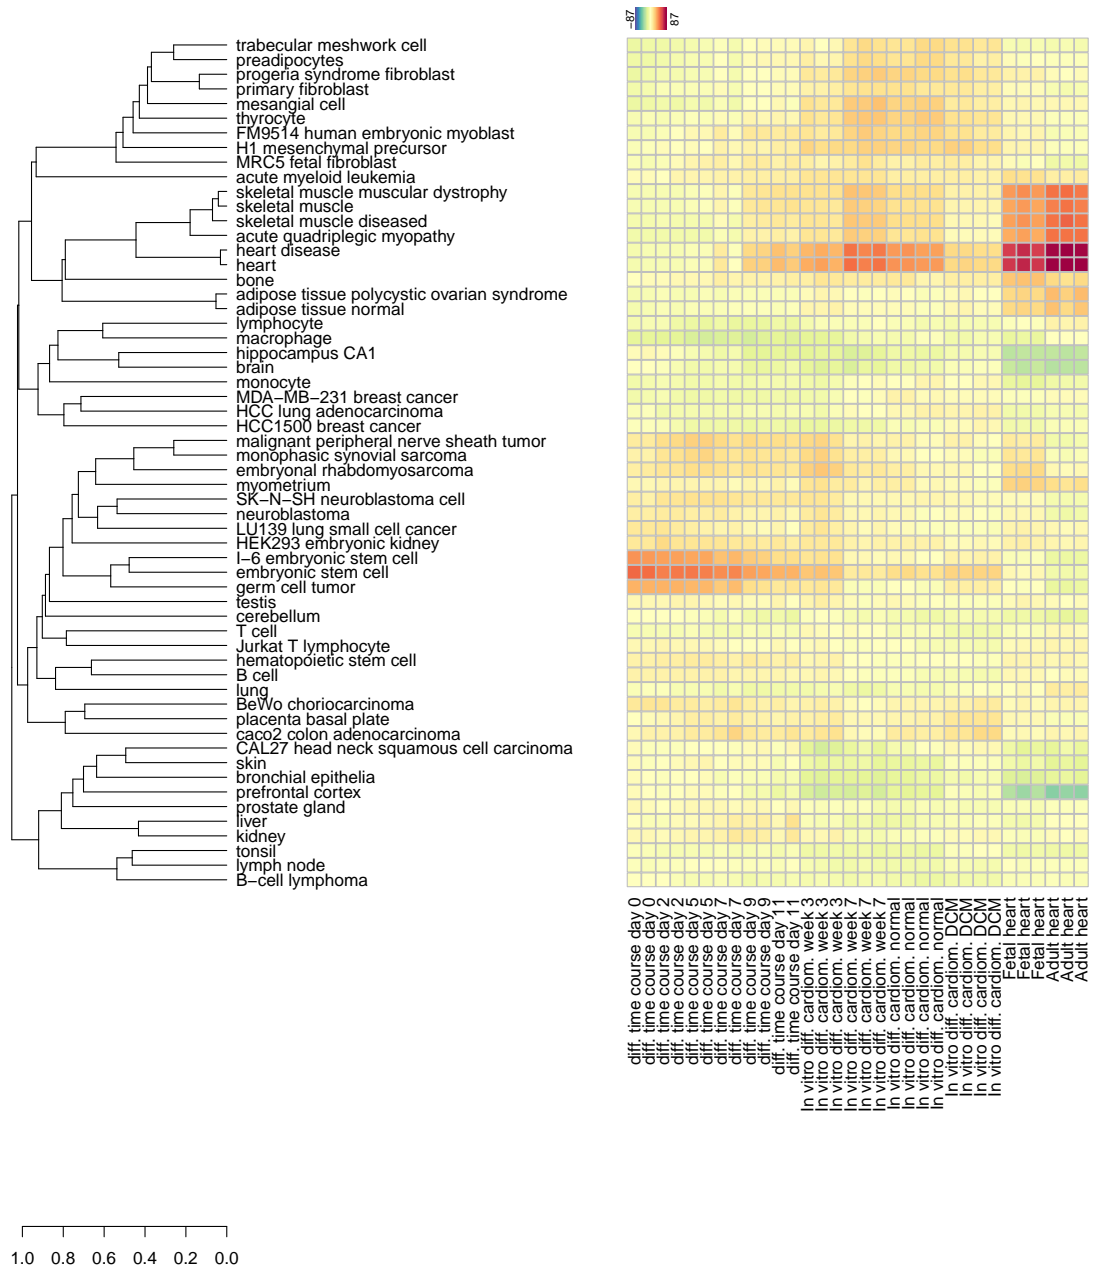 −87
87
trabecular meshwork cell
preadipocytes
progeria syndrome fibroblast
primary fibroblast
mesangial cell
thyrocyte
FM9514 human embryonic myoblast
H1 mesenchymal precursor
MRC5 fetal fibroblast
acute myeloid leukemia
skeletal muscle muscular dystrophy
skeletal muscle
skeletal muscle diseased
acute quadriplegic myopathy
heart disease
heart
bone
adipose tissue polycystic ovarian syndrome
adipose tissue normal
lymphocyte
macrophage
hippocampus CA1
brain
monocyte
MDA−MB−231 breast cancer
HCC lung adenocarcinoma
HCC1500 breast cancer
malignant peripheral nerve sheath tumor
monophasic synovial sarcoma
embryonal rhabdomyosarcoma
myometrium
SK−N−SH neuroblastoma cell
neuroblastoma
LU139 lung small cell cancer
HEK293 embryonic kidney
I−6 embryonic stem cell
embryonic stem cell
germ cell tumor
testis
cerebellum
T cell
Jurkat T lymphocyte
hematopoietic stem cell
B cell
lung
BeWo choriocarcinoma
placenta basal plate
caco2 colon adenocarcinoma
CAL27 head neck squamous cell carcinoma
skin
bronchial epithelia
prefrontal cortex
prostate gland
liver
kidney
tonsil
lymph node
B−cell lymphoma
diff. time course day 0
diff. time course day 0
diff. time course day 2
diff. time course day 2
diff. time course day 5
diff. time course day 5
diff. time course day 7
diff. time course day 7
diff. time course day 9
diff. time course day 9
diff. time course day 11
diff. time course day 11
In vitro diff. cardiom. week 3
In vitro diff. cardiom. week 3
In vitro diff. cardiom. week 3
In vitro diff. cardiom. week 7
In vitro diff. cardiom. week 7
In vitro diff. cardiom. week 7
In vitro diff. cardiom. normal
In vitro diff. cardiom. normal
In vitro diff. cardiom. normal
In vitro diff. cardiom. normal
In vitro diff. cardiom. DCM
In vitro diff. cardiom. DCM
In vitro diff. cardiom. DCM
In vitro diff. cardiom. DCM
Fetal heart
Fetal heart
Fetal heart
Adult heart
Adult heart
Adult heart
1.0 0.8 0.6 0.4 0.2 0.0